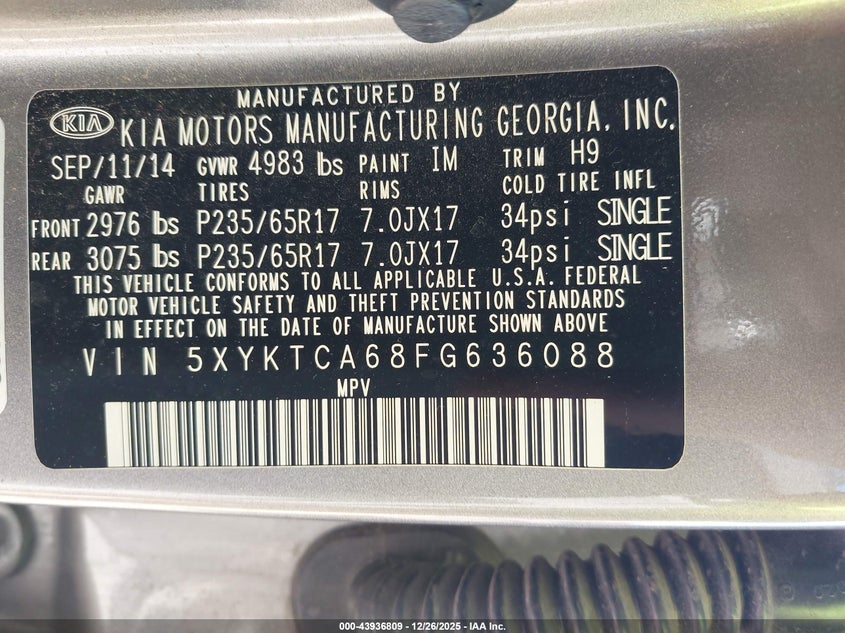 MANUFACTURED BY
KIA KIA MOTORS MANUFACTURING GEORGIA, INC.
SEP/11/14 GVWR 4983 lbs PAINT IM TRIM H9
GAWR TIRES RIMS COLD TIRE INFL
FRONT 2976 lbs P235/65R17 7.0JX17 34psi SINGLE
REAR 3075 lbs P235/65R17 7.0JX17 34psi SINGLE
THIS VEHICLE CONFORMS TO ALL APPLICABLE U.S.A. FEDERAL
MOTOR VEHICLE SAFETY AND THEFT PREVENTION STANDARDS
IN EFFECT ON THE DATE OF MANUFACTURE SHOWN ABOVE
VIN 5XYKTCA68FG636088
MPV
000-43936809 - 12/26/2025 - IAA Inc.